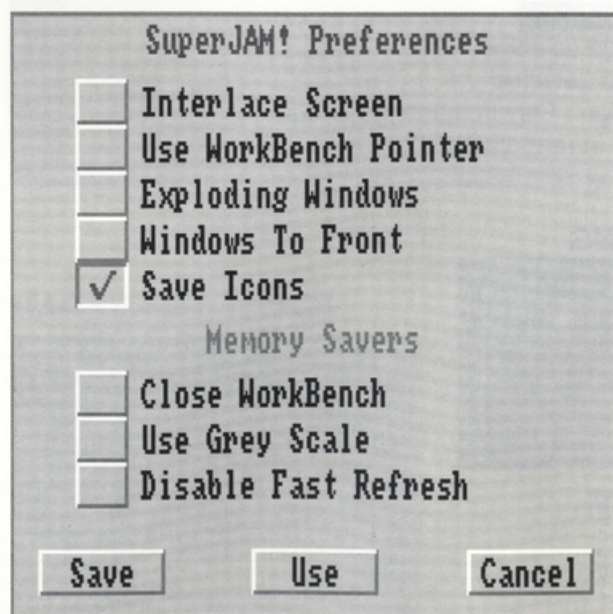 SuperJAM! Preferences
Interlace Screen
Use WorkBench Pointer
Exploding Windows
Windows To Front
Save Icons
Memory Savers
Close WorkBench
Use Grey Scale
Disable Fast Refresh
Save
Use
Cancel